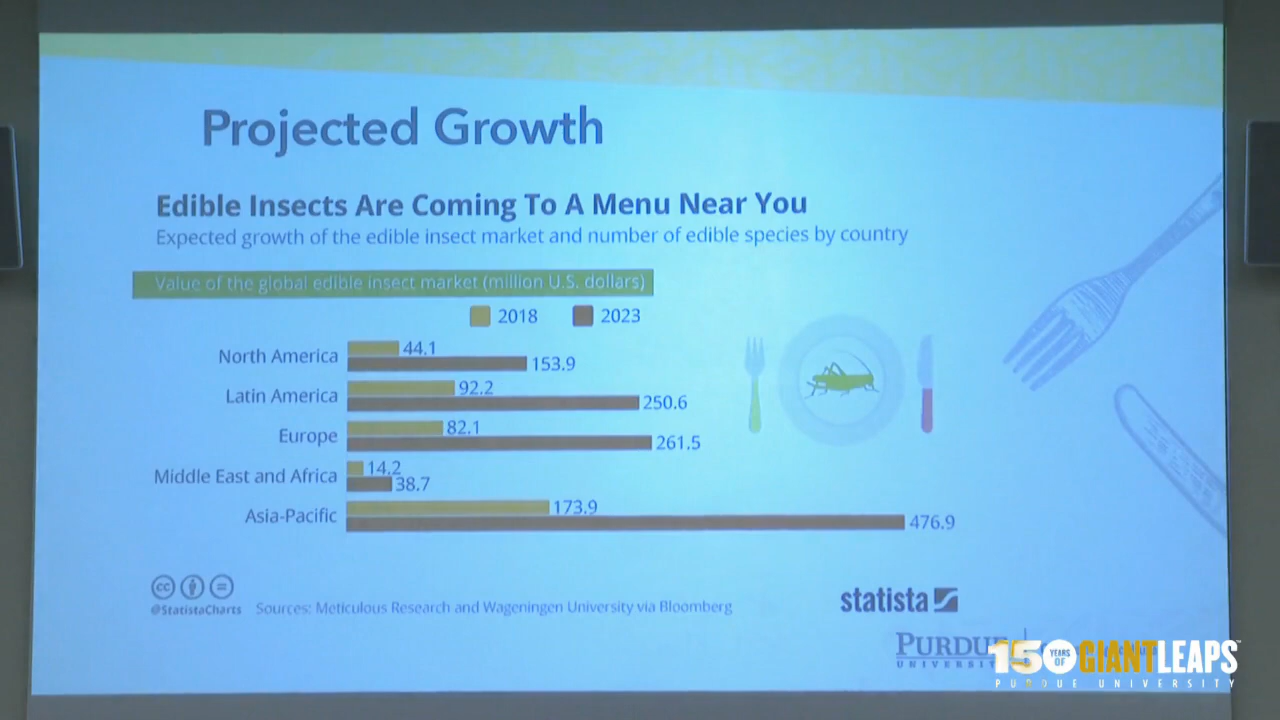 Projected Growth
Edible Insects Are Coming To A Menu Near You
Expected growth of the edible insect market and number of edible species by country
Value of the global edible insect market (million U.S. dollars)
2018 2023
North America 44.1
153.9
Latin America 92.2
250.6
Europe 82.1
261.5
Middle East and Africa 14.2
38.7
Asia-Pacific 173.9
476.9
cc
@StatistaCharts Sources: Meticulous Research and Wageningen University via Bloomberg
statista
PURDUE
UNIVERSITY
150 YEARS OF GIANTLEAPS
PURDUE UNIVERSITY